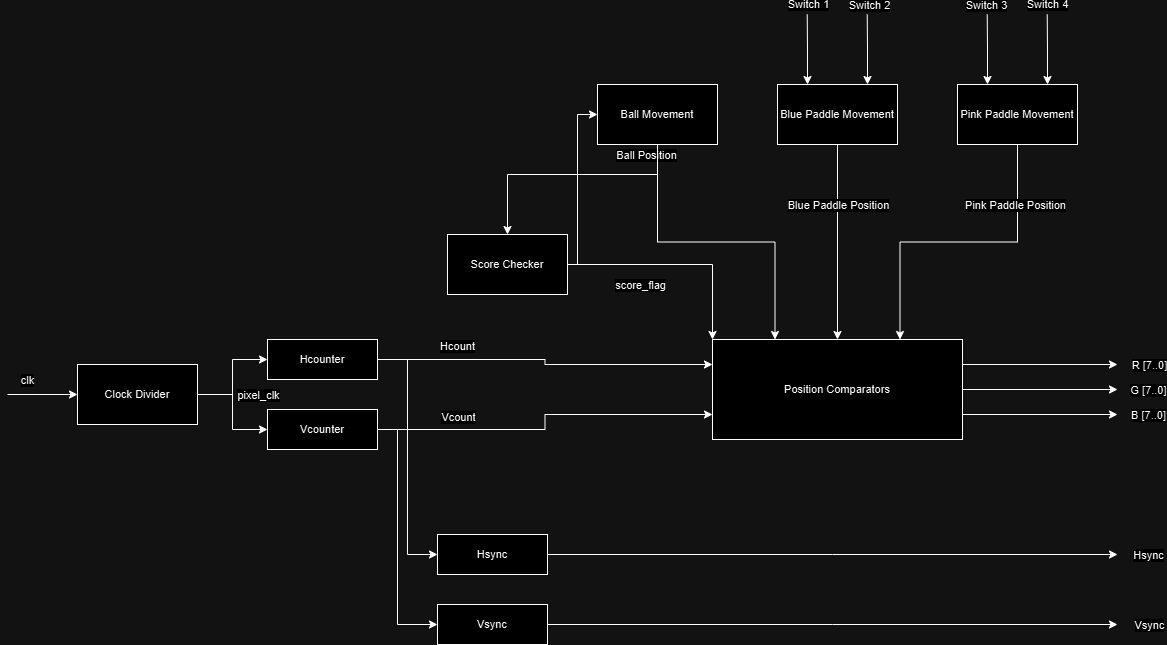 Switch 1
Switch 2
Switch 3
Switch 4
Ball Movement
Blue Paddle Movement
Pink Paddle Movement
Ball Position
Blue Paddle Position
Pink Paddle Position
Score Checker
score_flag
Hcounter
Hcount
clk
Clock Divider
pixel_clk
Vcounter
Vcount
Position Comparators
R [7..0]
G [7..0]
B [7..0]
Hsync
Hsync
Vsync
Vsync